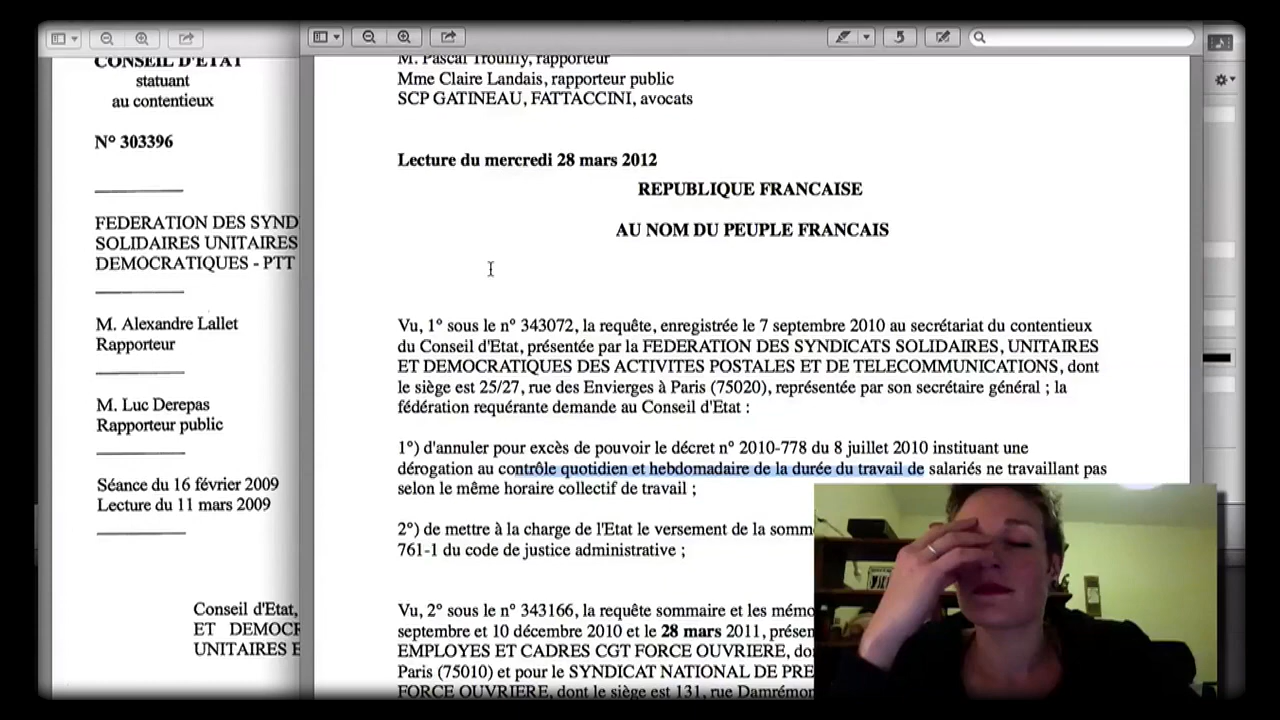 CONSEIL D'ETAT
statuant
au contentieux
N° 303396
FEDERATION DES SYND
SOLIDAIRES UNITAIRES
DEMOCRATIQUES - PTT
M. Alexandre Lallet
Rapporteur
M. Luc Derepas
Rapporteur public
Séance du 16 février 2009
Lecture du 11 mars 2009
Conseil d'Etat,
ET DEMOCR
UNITAIRES E
M. Pascal Trouilly, rapporteur
Mme Claire Landais, rapporteur public
SCP GATINEAU, FATTACCINI, avocats
Lecture du mercredi 28 mars 2012
REPUBLIQUE FRANCAISE
AU NOM DU PEUPLE FRANCAIS
Vu, 1° sous le n° 343072, la requête, enregistrée le 7 septembre 2010 au secrétariat du contentieux
du Conseil d'Etat, présentée par la FEDERATION DES SYNDICATS SOLIDAIRES, UNITAIRES
ET DEMOCRATIQUES DES ACTIVITES POSTALES ET DE TELECOMMUNICATIONS, dont
le siège est 25/27, rue des Envierges à Paris (75020), représentée par son secrétaire général ; la
fédération requérante demande au Conseil d'Etat :
1°) d'annuler pour excès de pouvoir le décret n° 2010-778 du 8 juillet 2010 instituant une
dérogation au contrôle quotidien et hebdomadaire de la durée du travail de salariés ne travaillant pas
selon le même horaire collectif de travail ;
2°) de mettre à la charge de l'Etat le versement de la somm
761-1 du code de justice administrative ;
Vu, 2° sous le n° 343166, la requête sommaire et les mémo
septembre et 10 décembre 2010 et le 28 mars 2011, présen
EMPLOYES ET CADRES CGT FORCE OUVRIERE, do
Paris (75010) et pour le SYNDICAT NATIONAL DE PRE
FORCE OUVRIERE, dont le siège est 131, rue Damrémon